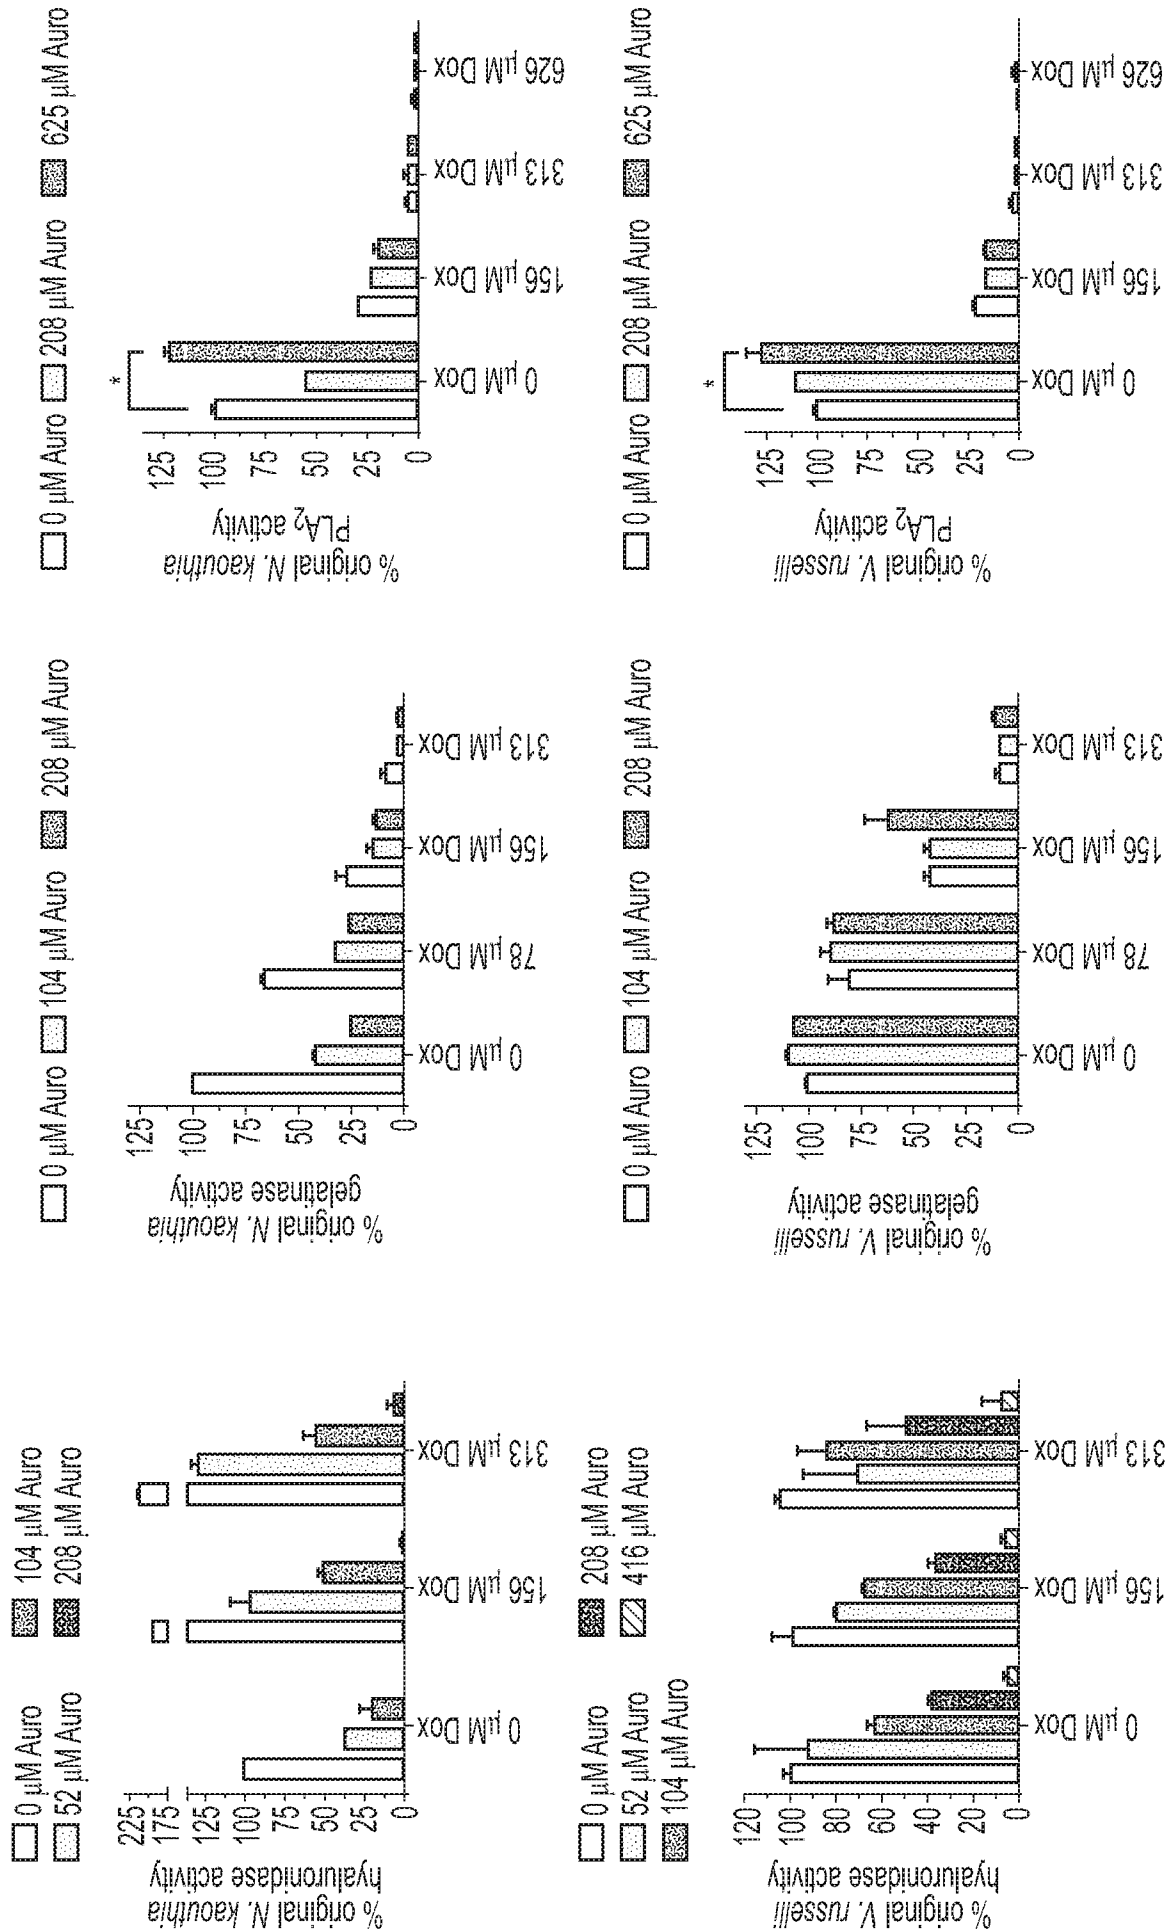 0 µM Auro 104 µM Auro
52 µM Auro 208 µM Auro
% original N. kaouthia
hyaluronidase activity
225
175
125
100
75
50
25
0
0 µM Dox 156 µM Dox 313 µM Dox
0 µM Auro 104 µM Auro 208 µM Auro
% original N. kaouthia
gelatinase activity
125
100
75
50
25
0
0 µM Dox 78 µM Dox 156 µM Dox 313 µM Dox
0 µM Auro 208 µM Auro 625 µM Auro
% original N. kaouthia
PLA2 activity
*
125
100
75
50
25
0
0 µM Dox 156 µM Dox 313 µM Dox 626 µM Dox
0 µM Auro 208 µM Auro
52 µM Auro 416 µM Auro
104 µM Auro
% original V. russelli
hyaluronidase activity
120
100
80
60
40
20
0
0 µM Dox 156 µM Dox 313 µM Dox
0 µM Auro 104 µM Auro 208 µM Auro
% original V. russelli
gelatinase activity
125
100
75
50
25
0
0 µM Dox 78 µM Dox 156 µM Dox 313 µM Dox
0 µM Auro 208 µM Auro 625 µM Auro
% original V. russelli
PLA2 activity
*
125
100
75
50
25
0
0 µM Dox 156 µM Dox 313 µM Dox 626 µM Dox